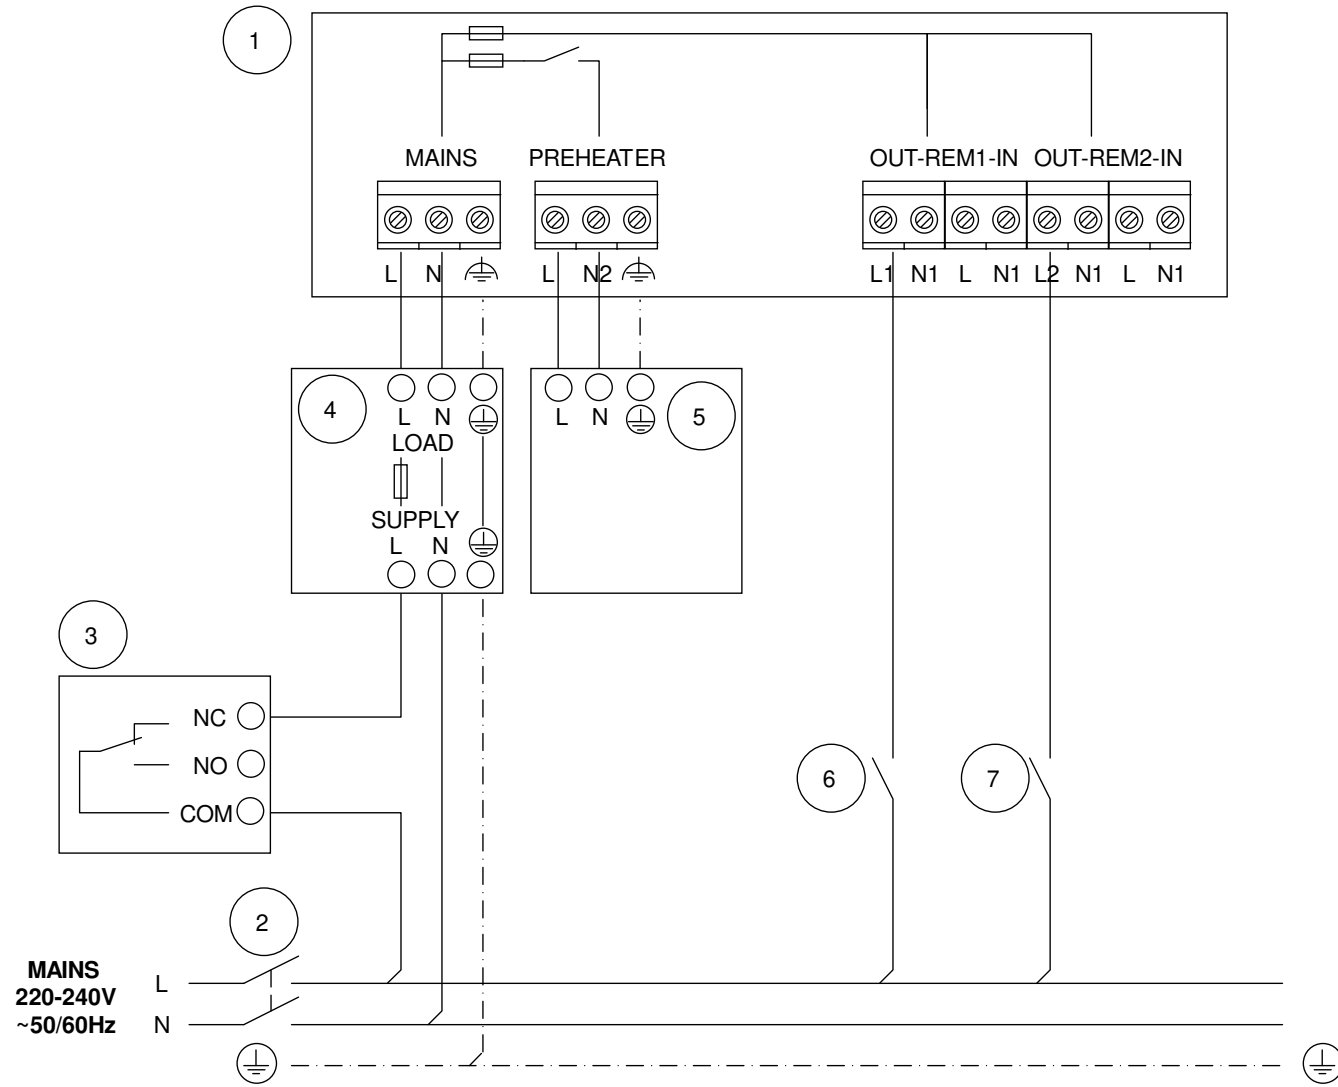 1
MAINS PREHEATER OUT-REM1-IN OUT-REM2-IN
L N L N2 L1 N1 L N1 L2 N1 L N1
4 L N L N 5
LOAD
SUPPLY
L N
3
NC
NO
COM
6 7
2
MAINS
220-240V
~50/60Hz
L
N